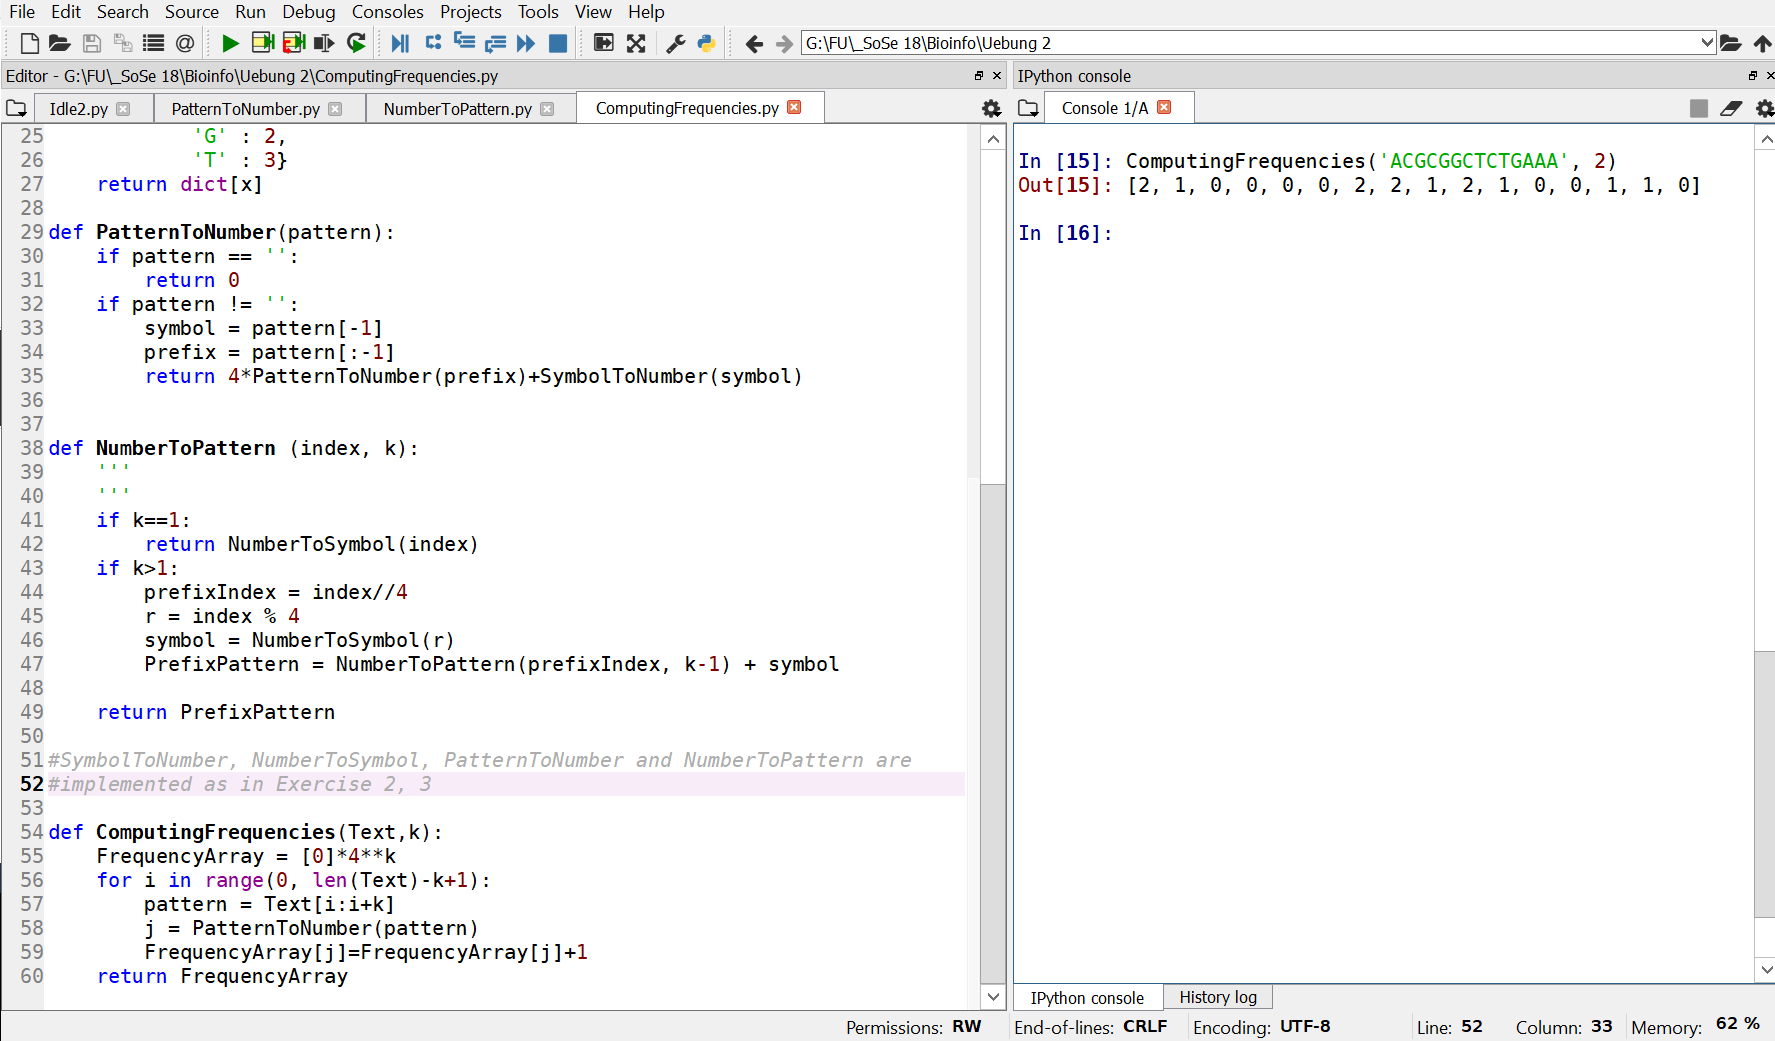 File Edit Search Source Run Debug Consoles Projects Tools View Help
G:\FU\_SoSe 18\Bioinfo\Uebung 2
Editor - G:\FU\_SoSe 18\Bioinfo\Uebung 2\ComputingFrequencies.py
Idle2.py PatternToNumber.py NumberToPattern.py ComputingFrequencies.py
25             'G' : 2,
26             'T' : 3}
27     return dict[x]
28
29 def PatternToNumber(pattern):
30     if pattern == '':
31         return 0
32     if pattern != '':
33         symbol = pattern[-1]
34         prefix = pattern[:-1]
35         return 4*PatternToNumber(prefix)+SymbolToNumber(symbol)
36
37
38 def NumberToPattern (index, k):
39     '''
40     '''
41     if k==1:
42         return NumberToSymbol(index)
43     if k>1:
44         prefixIndex = index//4
45         r = index % 4
46         symbol = NumberToSymbol(r)
47         PrefixPattern = NumberToPattern(prefixIndex, k-1) + symbol
48
49     return PrefixPattern
50
51 #SymbolToNumber, NumberToSymbol, PatternToNumber and NumberToPattern are
52 #implemented as in Exercise 2, 3
53
54 def ComputingFrequencies(Text,k):
55     FrequencyArray = [0]*4**k
56     for i in range(0, len(Text)-k+1):
57         pattern = Text[i:i+k]
58         j = PatternToNumber(pattern)
59         FrequencyArray[j]=FrequencyArray[j]+1
60     return FrequencyArray
IPython console
Console 1/A
In [15]: ComputingFrequencies('ACGCGGCTCTGAAA', 2)
Out[15]: [2, 1, 0, 0, 0, 0, 2, 2, 1, 2, 1, 0, 0, 1, 1, 0]
In [16]:
IPython console History log
Permissions: RW End-of-lines: CRLF Encoding: UTF-8 Line: 52 Column: 33 Memory: 62 %